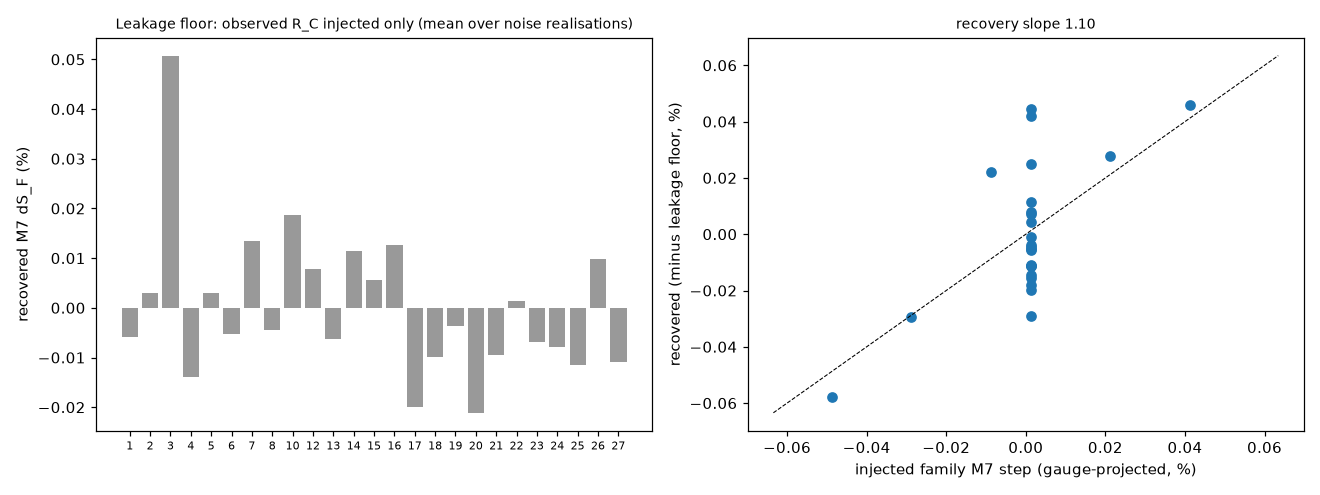 Leakage floor: observed R_C injected only (mean over noise realisations)
recovered M7 dS_F (%)
0.05
0.04
0.03
0.02
0.01
0.00
−0.01
−0.02
1 2 3 4 5 6 7 8 10 12 13 14 15 16 17 18 19 20 21 22 23 24 25 26 27
recovery slope 1.10
recovered (minus leakage floor, %)
0.06
0.04
0.02
0.00
−0.02
−0.04
−0.06
−0.06 −0.04 −0.02 0.00 0.02 0.04 0.06
injected family M7 step (gauge-projected, %)